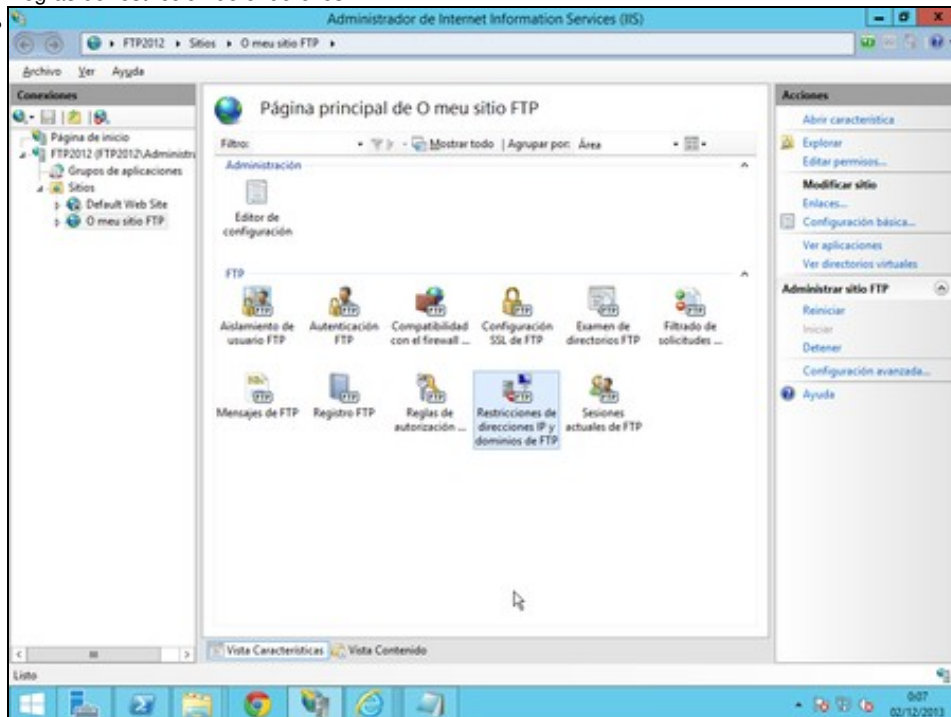 Administrador de Internet Information Services (IIS)
FTP2012 ▸ Sitios ▸ O meu sitio FTP ▸
Archivo Ver Ayuda
Conexiones
Página de inicio
FTP2012 (FTP2012\Administr
Grupos de aplicaciones
Sitios
Default Web Site
O meu sitio FTP
Página principal de O meu sitio FTP
Filtro: Mostrar todo | Agrupar por: Área
Administración
Editor de
configuración
FTP
Aislamiento de
usuario FTP
Autenticación
FTP
Compatibilidad
con el firewall ...
Configuración
SSL de FTP
Examen de
directorios FTP
Filtrado de
solicitudes ...
Mensajes de FTP
Registro FTP
Reglas de
autorización ...
Restricciones de
direcciones IP y
dominios de FTP
Sesiones
actuales de FTP
Vista Características Vista Contenido
Acciones
Abrir característica
Explorar
Editar permisos...
Modificar sitio
Enlaces...
Configuración básica...
Ver aplicaciones
Ver directorios virtuales
Administrar sitio FTP
Reiniciar
Iniciar
Detener
Configuración avanzada...
Ayuda
Listo
0:07
02/12/2013